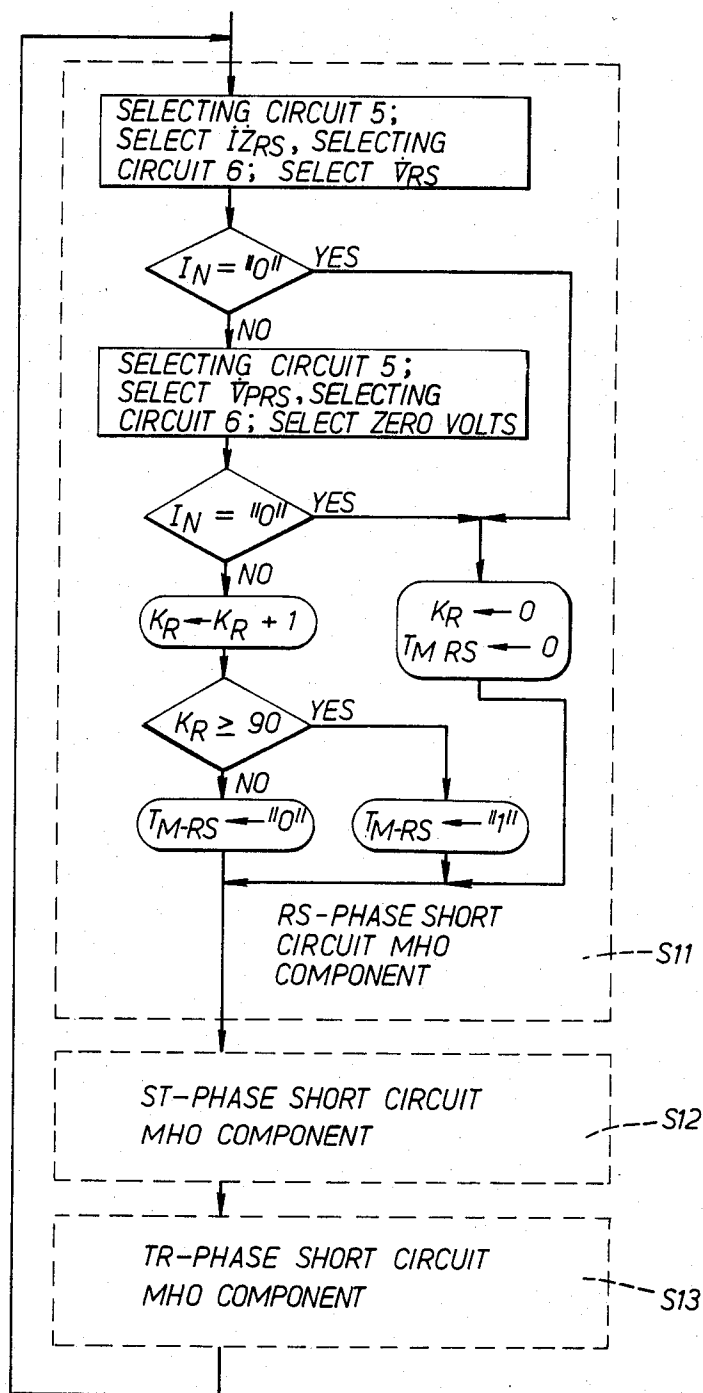 SELECTING CIRCUIT 5;
SELECT İŻRS, SELECTING
CIRCUIT 6; SELECT V̇RS
IN = "0"
YES
NO
SELECTING CIRCUIT 5;
SELECT V̇PRS, SELECTING
CIRCUIT 6; SELECT ZERO VOLTS
IN = "0"
YES
NO
KR ← KR + 1
KR ← 0
TM RS ← 0
KR ≥ 90
YES
NO
TM-RS ← "0"
TM-RS ← "1"
RS-PHASE SHORT
CIRCUIT MHO
COMPONENT
S11
ST-PHASE SHORT CIRCUIT
MHO COMPONENT
S12
TR-PHASE SHORT CIRCUIT
MHO COMPONENT
S13